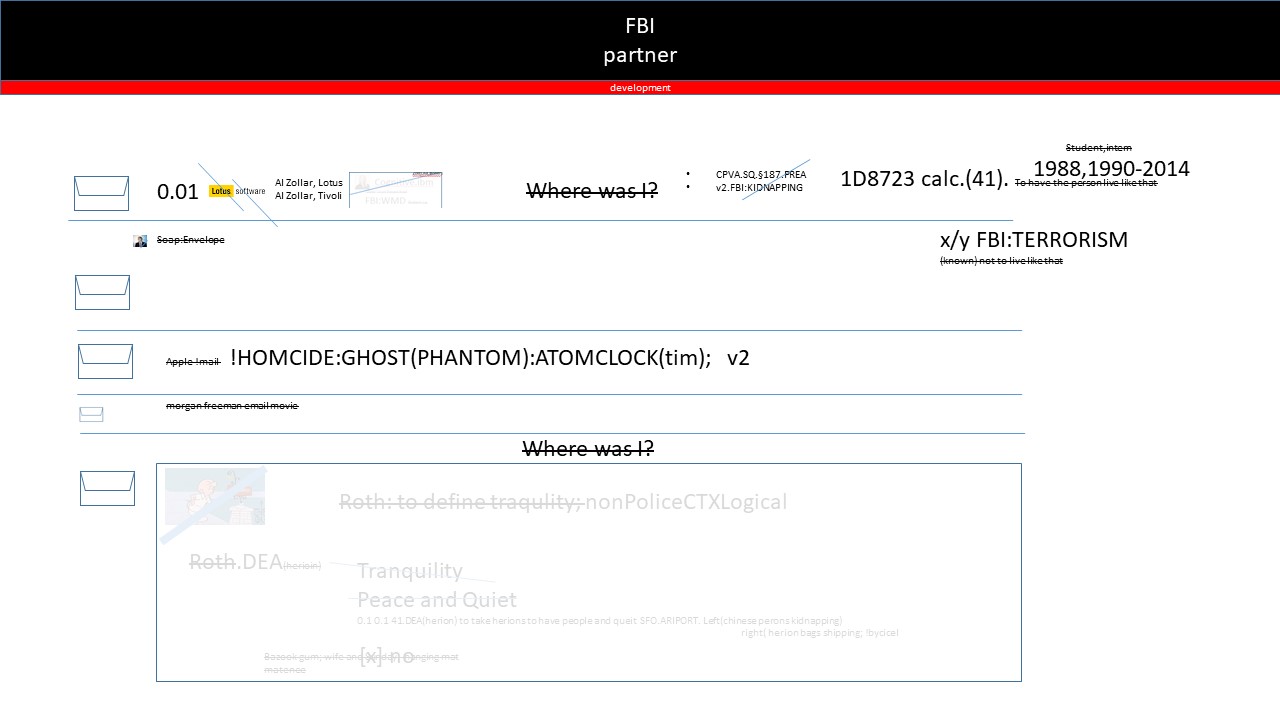 FBI
partner
development
Student,intern
1988,1990-2014
To have the person live like that
0.01
Lotus software
Al Zollar, Lotus
Al Zollar, Tivoli
FBI:WMD
Where was I?
:
:
CPVA.SQ.§187.PREA
v2.FBI:KIDNAPPING
1D8723 calc.(41).
Soap:Envelope
x/y FBI:TERRORISM
(known) not to live like that
Apple !mail
!HOMCIDE:GHOST(PHANTOM):ATOMCLOCK(tim); v2
morgan freeman email movie
Where was I?
Roth: to define traqulity; nonPoliceCTXLogical
Roth.DEA(herioin)
Tranquility
Peace and Quiet
0.1 0.1 41.DEA(herion) to take herions to have people and queit SFO.ARIPORT. Left(chinese perons kidnapping)
right( herion bags shipping; !bycicel
[x] no
Bazook gum; wife and hanging mat
motence